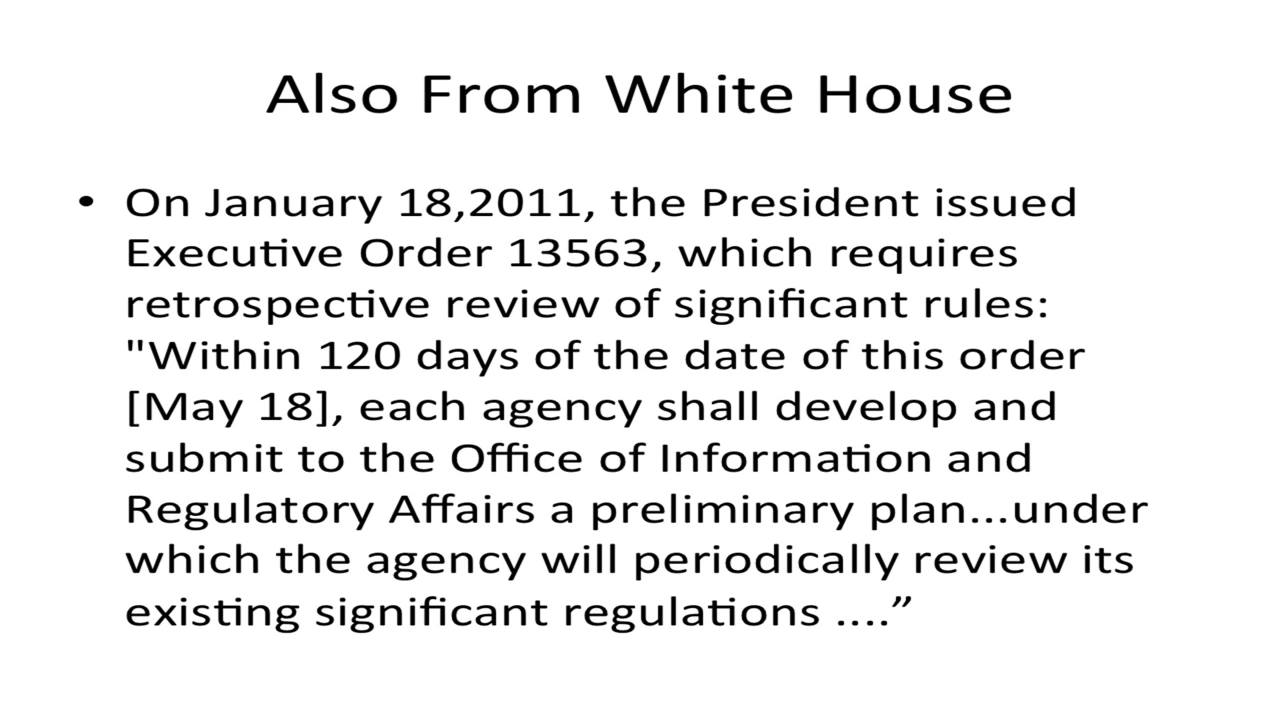 Also From White House
• On January 18,2011, the President issued
Executive Order 13563, which requires
retrospective review of significant rules:
"Within 120 days of the date of this order
[May 18], each agency shall develop and
submit to the Office of Information and
Regulatory Affairs a preliminary plan...under
which the agency will periodically review its
existing significant regulations ....”